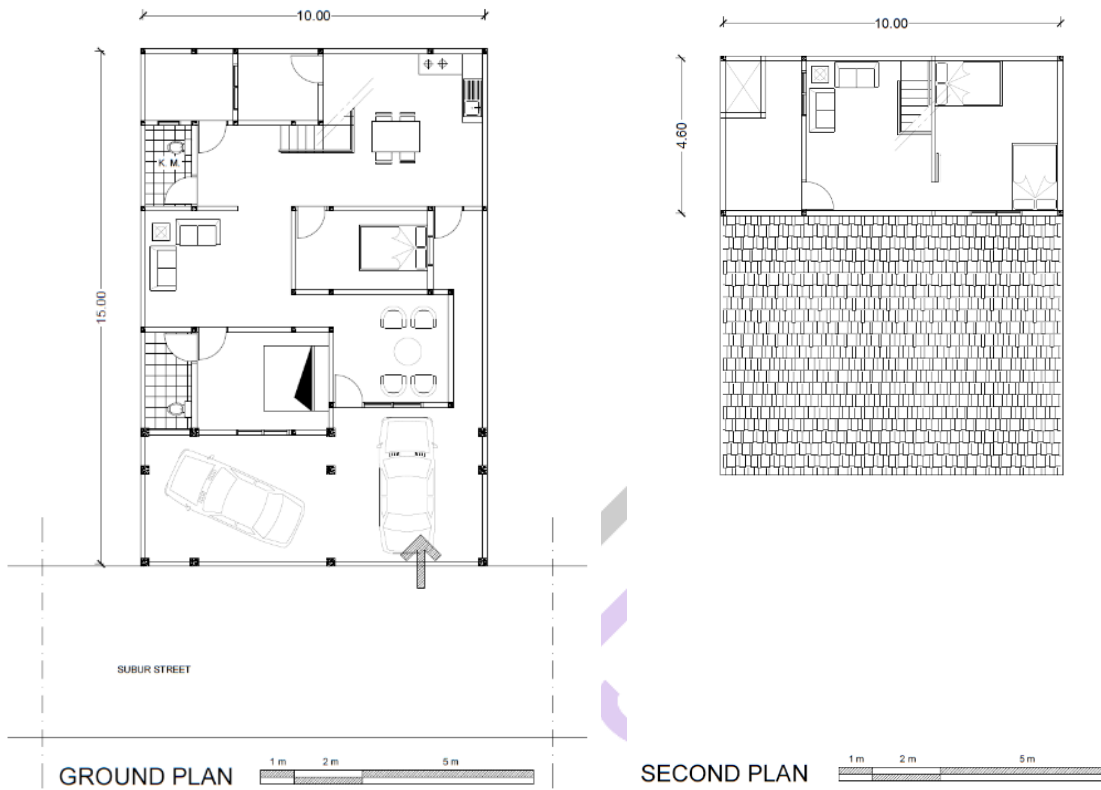 10.00
15.00
K. M.
SUBUR STREET
GROUND PLAN
1 m 2 m 5 m
10.00
4.60
SECOND PLAN
1 m 2 m 5 m